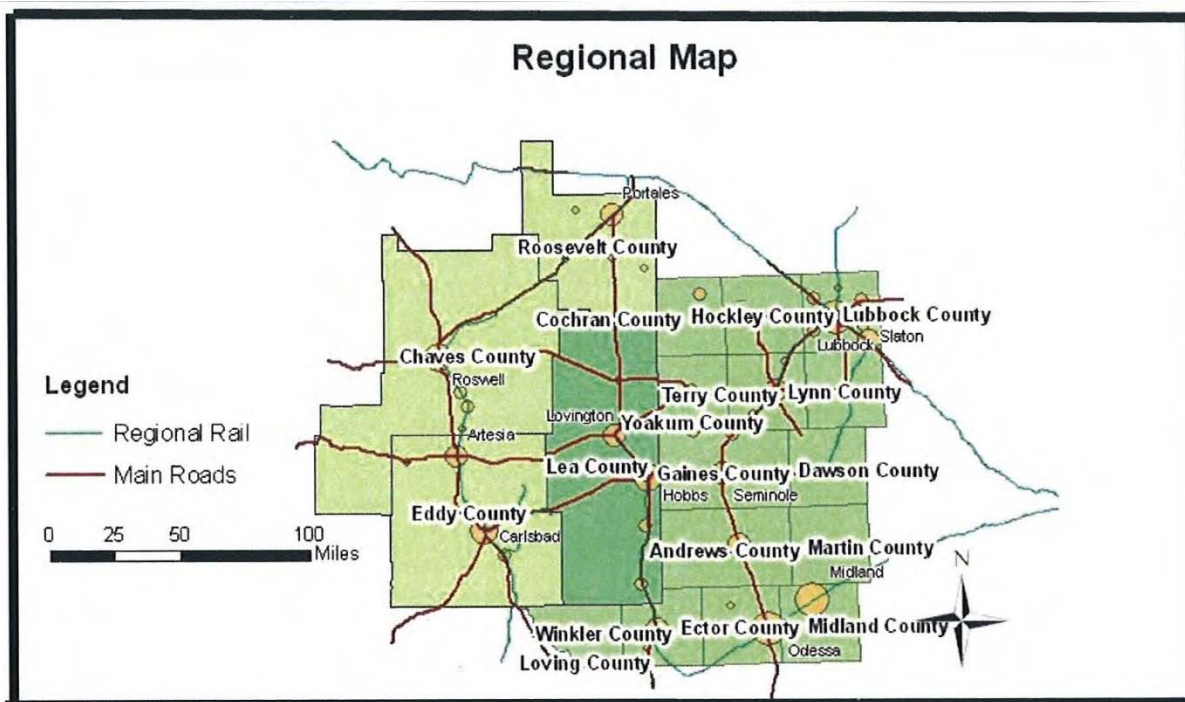 Regional Map
Portales
Roosevelt County
Cochran County
Hockley County
Lubbock County
Slaton
Lubbock
Chaves County
Roswell
Legend
Regional Rail
Main Roads
Terry County
Lynn County
Lovington
Yoakum County
Artesia
Lea County
Gaines County
Dawson County
Hobbs
Seminole
Eddy County
Carlsbad
0 25 50 100
Miles
Andrews County
Martin County
N
Midland
Winkler County
Ector County
Midland County
Odessa
Loving County